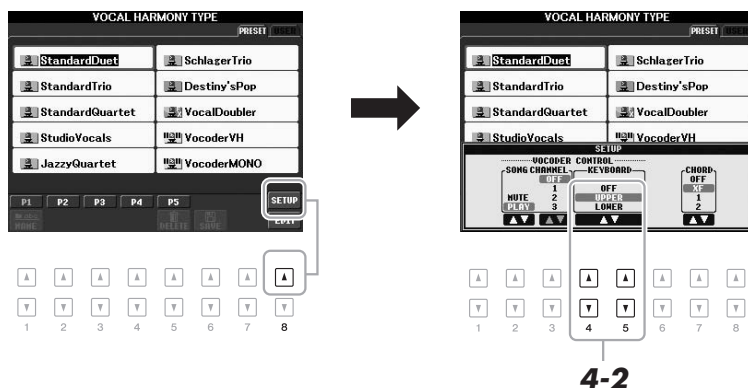 VOCAL HARMONY TYPE
PRESET USER
StandardDuet SchlagerTrio
StandardTrio Destiny'sPop
StandardQuartet VocalDoubler
StudioVocals VocoderVH
JazzyQuartet VocoderMONO
P1 P2 P3 P4 P5 SETUP
DELETE SAVE EDIT
1 2 3 4 5 6 7 8
VOCAL HARMONY TYPE
PRESET USER
StandardDuet SchlagerTrio
StandardTrio Destiny'sPop
StandardQuartet VocalDoubler
StudioVocals VocoderVH
SETUP
VOCODER CONTROL
SONG CHANNEL KEYBOARD CHORD
OFF OFF
1 OFF XF
MUTE 2 UPPER 1
PLAY 3 LOWER 2
1 2 3 4 5 6 7 8
4-2